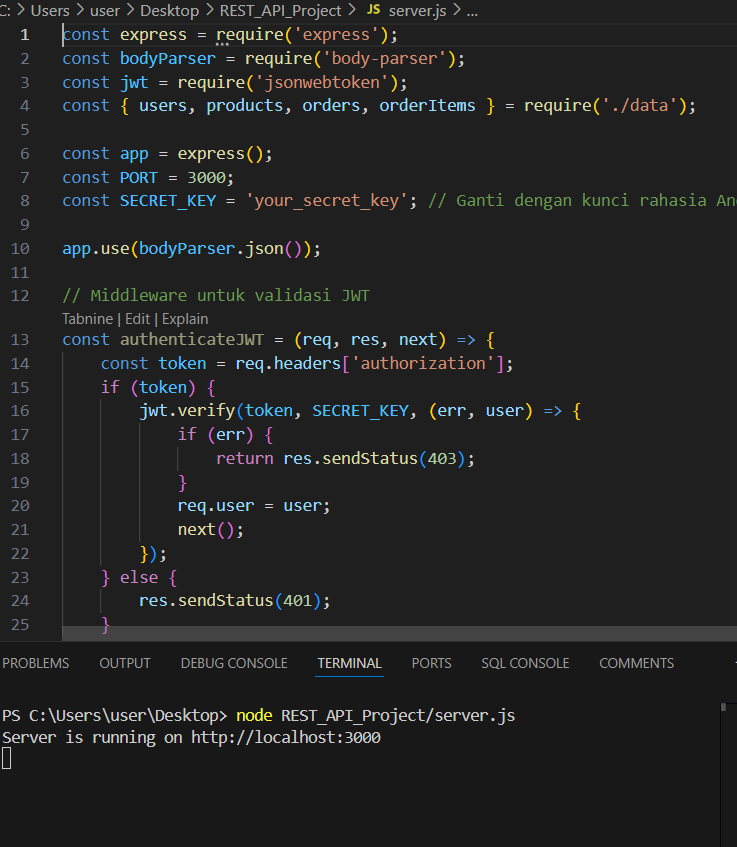 C: > Users > user > Desktop > REST_API_Project > JS server.js > ...
1 const express = require('express');
2 const bodyParser = require('body-parser');
3 const jwt = require('jsonwebtoken');
4 const { users, products, orders, orderItems } = require('./data');
5
6 const app = express();
7 const PORT = 3000;
8 const SECRET_KEY = 'your_secret_key'; // Ganti dengan kunci rahasia An
9
10 app.use(bodyParser.json());
11
12 // Middleware untuk validasi JWT
Tabnine | Edit | Explain
13 const authenticateJWT = (req, res, next) => {
14     const token = req.headers['authorization'];
15     if (token) {
16         jwt.verify(token, SECRET_KEY, (err, user) => {
17             if (err) {
18                 return res.sendStatus(403);
19             }
20             req.user = user;
21             next();
22         });
23     } else {
24         res.sendStatus(401);
25     }
PROBLEMS OUTPUT DEBUG CONSOLE TERMINAL PORTS SQL CONSOLE COMMENTS
PS C:\Users\user\Desktop> node REST_API_Project/server.js
Server is running on http://localhost:3000